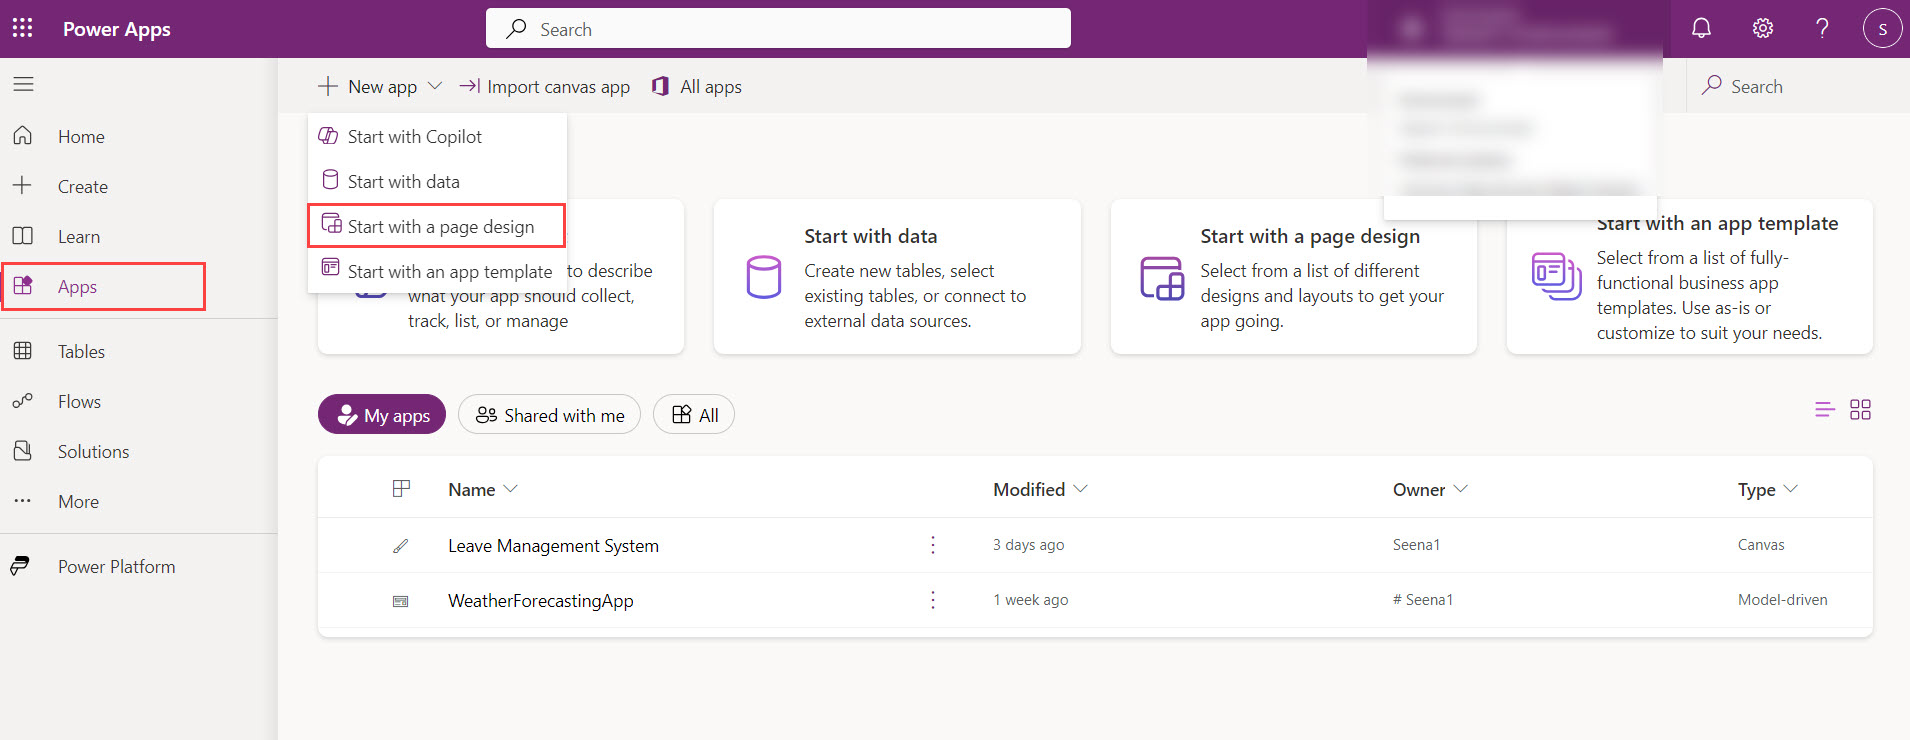 Power Apps
Search
S
New app
Import canvas app
All apps
Search
Home
Create
Learn
Apps
Tables
Flows
Solutions
More
Power Platform
Start with Copilot
Start with data
Start with a page design
Start with an app template
to describe
what your app should collect,
track, list, or manage
Start with data
Create new tables, select
existing tables, or connect to
external data sources.
Start with a page design
Select from a list of different
designs and layouts to get your
app going.
Start with an app template
Select from a list of fully-
functional business app
templates. Use as-is or
customize to suit your needs.
My apps
Shared with me
All
Name Modified Owner Type
Leave Management System 3 days ago Seena1 Canvas
WeatherForecastingApp 1 week ago # Seena1 Model-driven